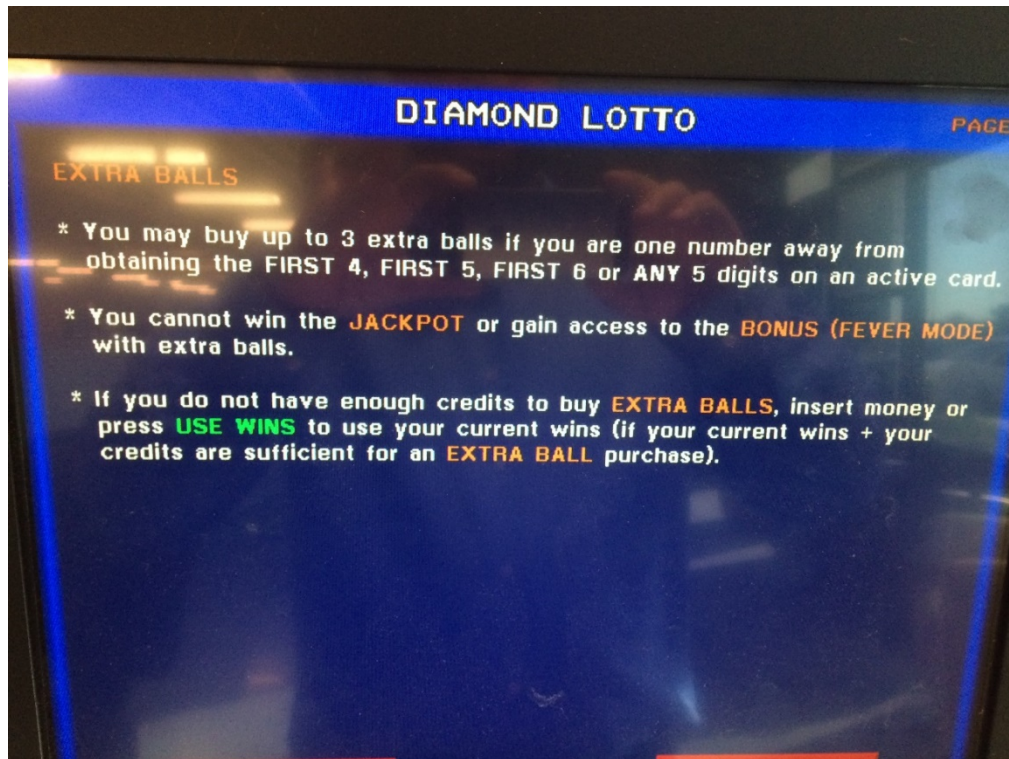 DIAMOND LOTTO
PAGE
EXTRA BALLS
* You may buy up to 3 extra balls if you are one number away from
obtaining the FIRST 4, FIRST 5, FIRST 6 or ANY 5 digits on an active card.
* You cannot win the JACKPOT or gain access to the BONUS (FEVER MODE)
with extra balls.
* If you do not have enough credits to buy EXTRA BALLS, insert money or
press USE WINS to use your current wins (if your current wins + your
credits are sufficient for an EXTRA BALL purchase).